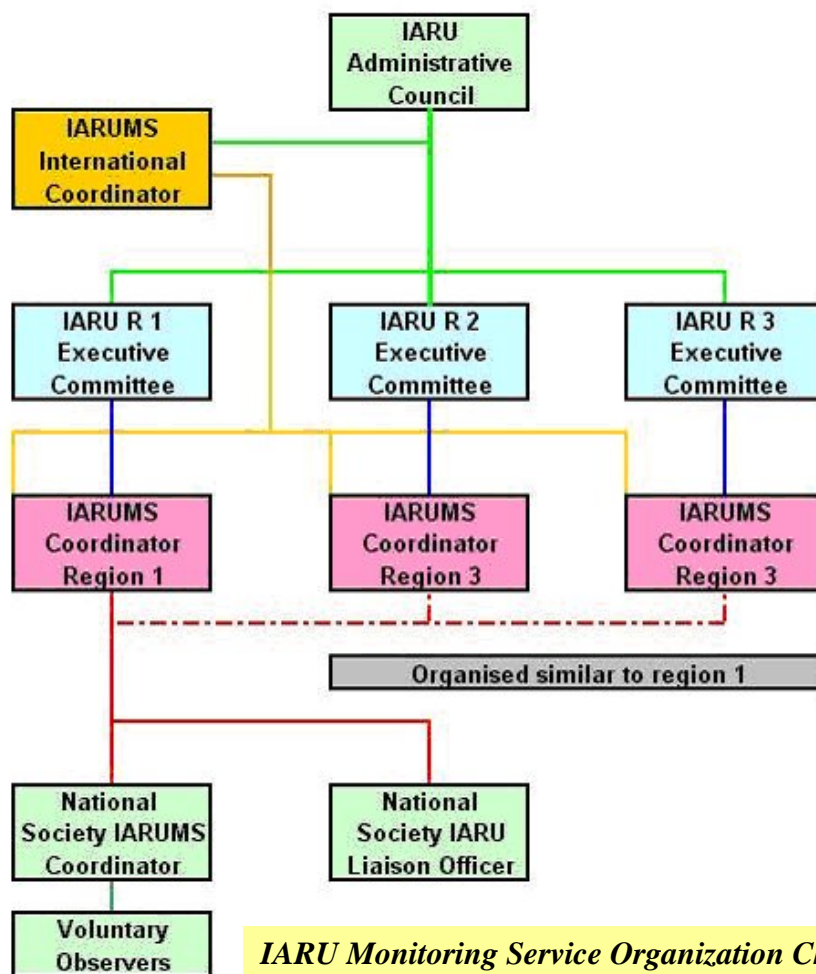 IARU
Administrative
Council
IARUMS
International
Coordinator
IARU R 1
Executive
Committee
IARU R 2
Executive
Committee
IARU R 3
Executive
Committee
IARUMS
Coordinator
Region 1
IARUMS
Coordinator
Region 3
IARUMS
Coordinator
Region 3
Organised similar to region 1
National
Society IARUMS
Coordinator
National
Society IARU
Liaison Officer
Voluntary
Observers
IARU Monitoring Service Organization